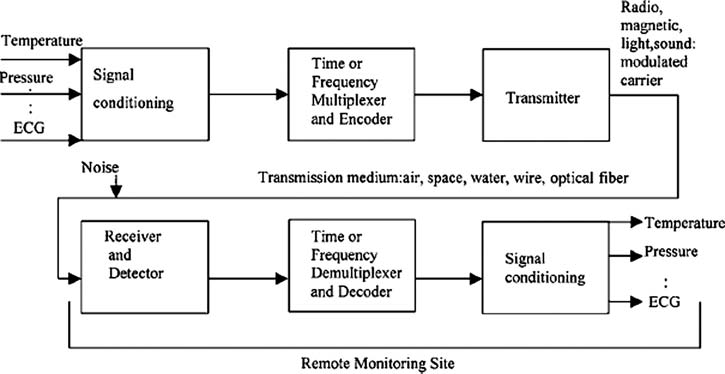 Temperature
Pressure
:
ECG
Signal
conditioning
Time or
Frequency
Multiplexer
and Encoder
Transmitter
Radio,
magnetic,
light,sound:
modulated
carrier
Noise
Transmission medium:air, space, water, wire, optical fiber
Receiver
and
Detector
Time or
Frequency
Demultiplexer
and Decoder
Signal
conditioning
Temperature
Pressure
:
ECG
Remote Monitoring Site